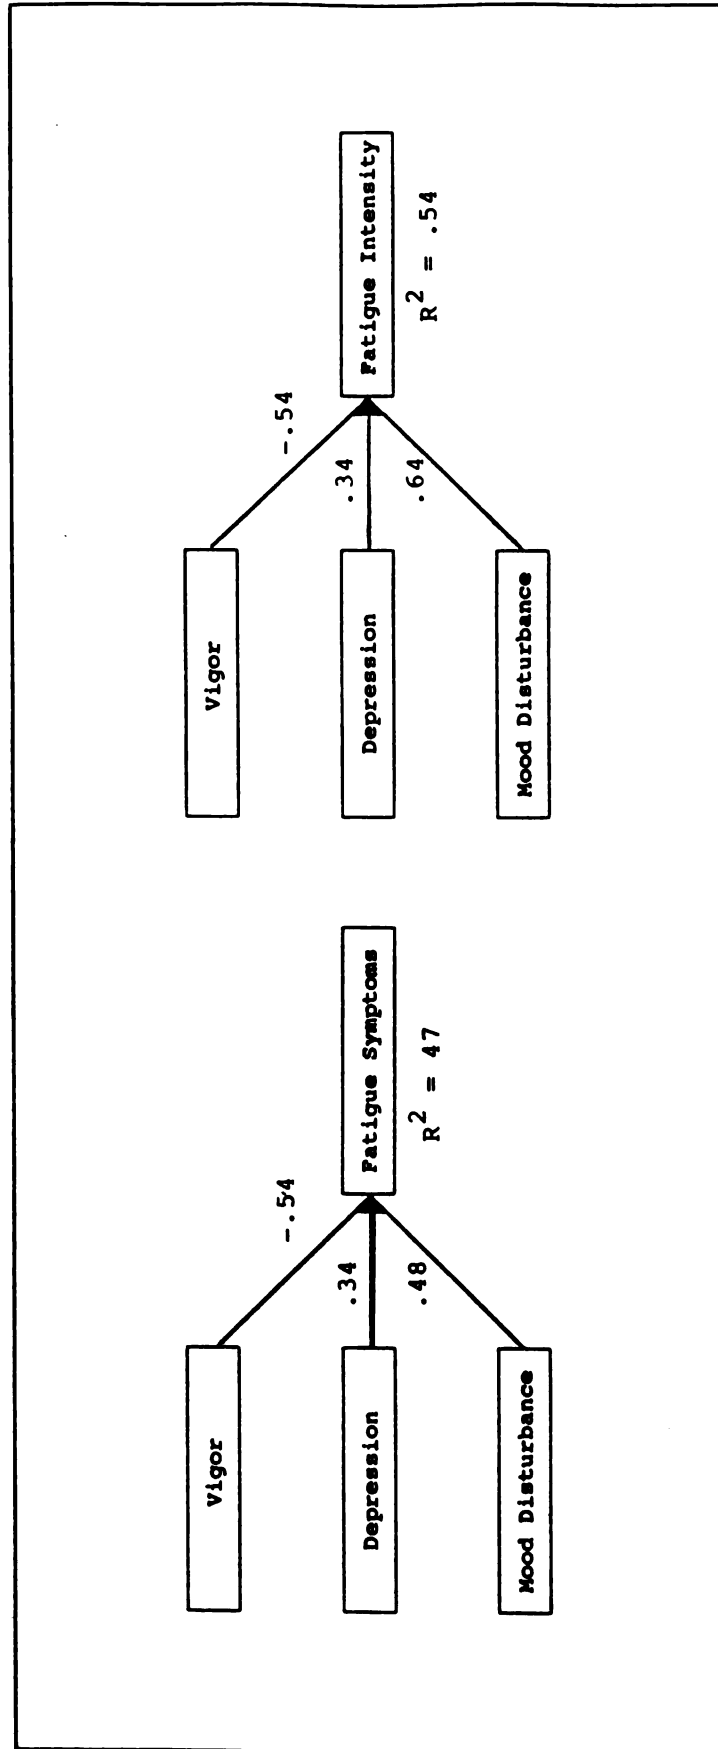 Vigor
-.54
Depression
.34
Fatigue Symptoms
Mood Disturbance
.48
R² = 47
Vigor
-.54
Depression
.34
Fatigue Intensity
Mood Disturbance
.64
R² = .54